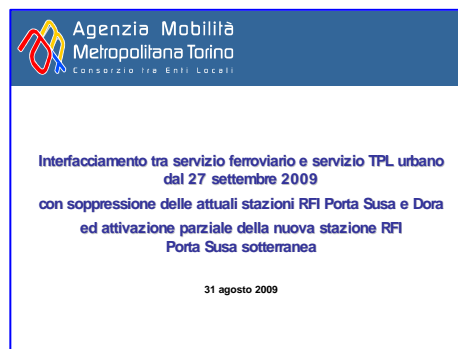 Agenzia Mobilità
Metropolitana Torino
Consorzio tra Enti Locali
Interfacciamento tra servizio ferroviario e servizio TPL urbano
dal 27 settembre 2009
con soppressione delle attuali stazioni RFI Porta Susa e Dora
ed attivazione parziale della nuova stazione RFI
Porta Susa sotterranea
31 agosto 2009